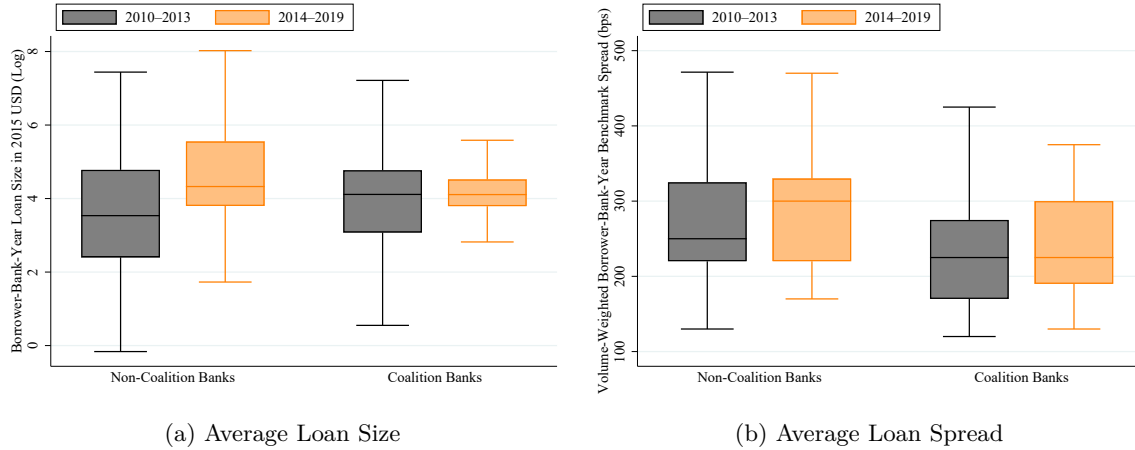 2010–2013 2014–2019
Borrower-Bank-Year Loan Size in 2015 USD (Log)
8
6
4
2
0
Non-Coalition Banks Coalition Banks
(a) Average Loan Size
2010–2013 2014–2019
Volume-Weighted Borrower-Bank-Year Benchmark Spread (bps)
500
400
300
200
100
Non-Coalition Banks Coalition Banks
(b) Average Loan Spread